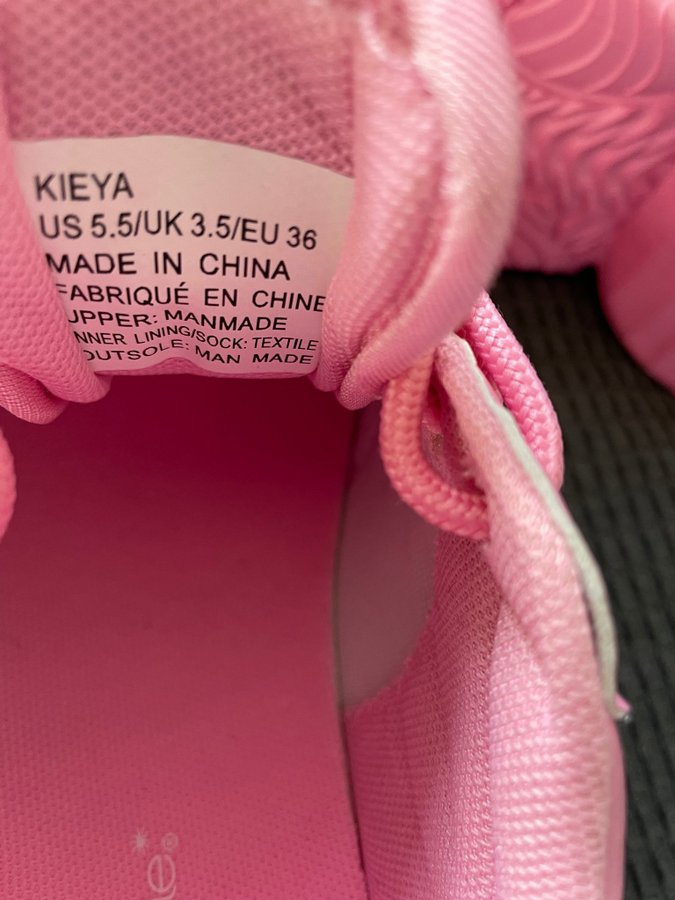 KIEYA
US 5.5/UK 3.5/EU 36
MADE IN CHINA
FABRIQUÉ EN CHINE
UPPER: MANMADE
INNER LINING/SOCK: TEXTILE
OUTSOLE: MAN MADE